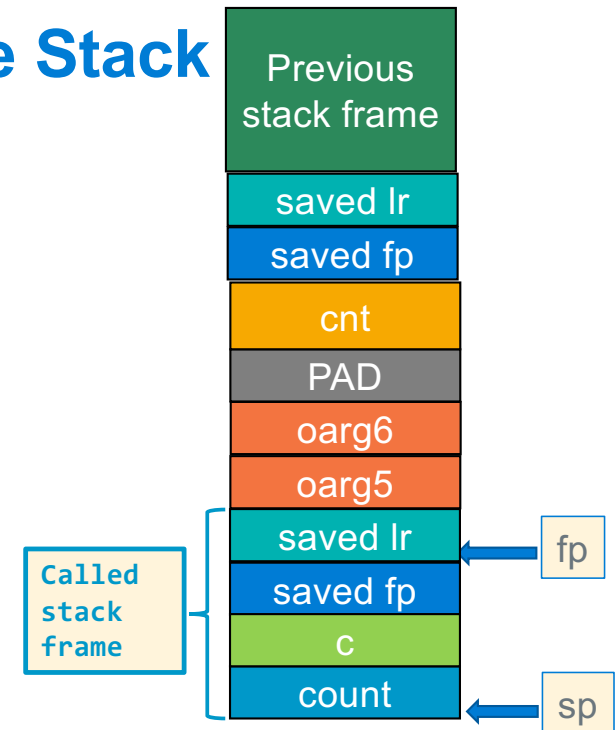 e Stack
Previous
stack frame
saved lr
saved fp
cnt
PAD
oarg6
oarg5
saved lr
fp
saved fp
Called
stack
frame
c
count
sp